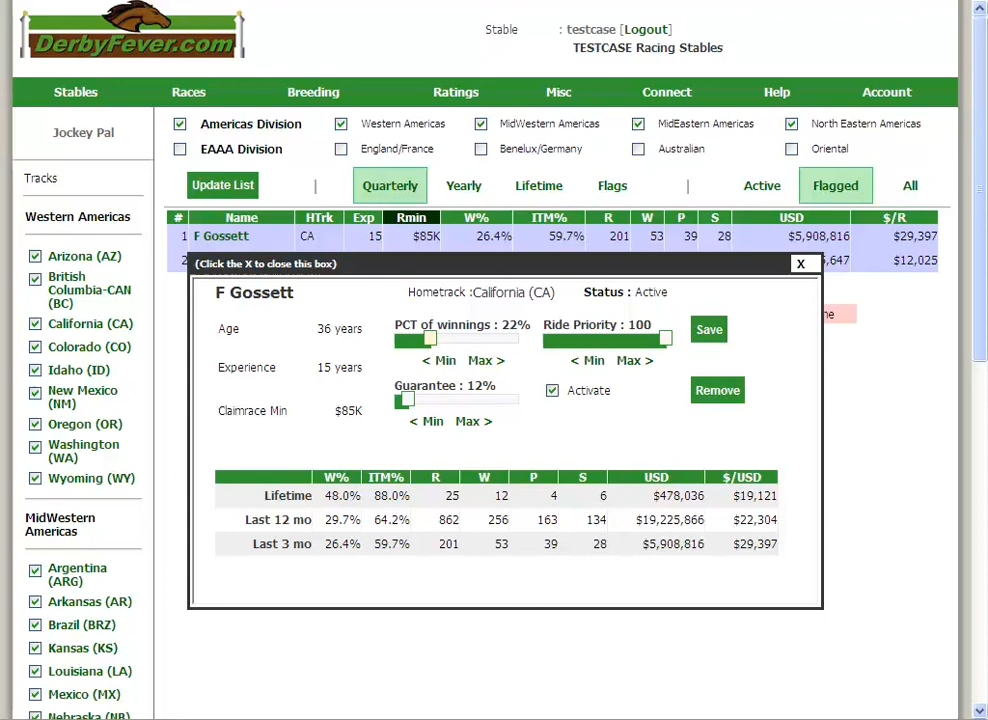 DerbyFever.com
Stable : testcase [Logout]
TESTCASE Racing Stables
Stables Races Breeding Ratings Misc Connect Help Account
Jockey Pal
Americas Division Western Americas MidWestern Americas MidEastern Americas North Eastern Americas
EAAA Division England/France Benelux/Germany Australian Oriental
Tracks
Update List | Quarterly Yearly Lifetime Flags | Active Flagged All
Western Americas
# Name HTrk Exp Rmin W% ITM% R W P S USD $/R
1 F Gossett CA 15 $85K 26.4% 59.7% 201 53 39 28 $5,908,816 $29,397
2 ,647 $12,025
(Click the X to close this box) X
F Gossett Hometrack :California (CA) Status : Active
Age 36 years PCT of winnings : 22% Ride Priority : 100 Save
< Min Max > < Min Max >
Experience 15 years
Guarantee : 12% Activate Remove
Claimrace Min $85K
< Min Max >
W% ITM% R W P S USD $/USD
Lifetime 48.0% 88.0% 25 12 4 6 $478,036 $19,121
Last 12 mo 29.7% 64.2% 862 256 163 134 $19,225,866 $22,304
Last 3 mo 26.4% 59.7% 201 53 39 28 $5,908,816 $29,397
Arizona (AZ)
British
Columbia-CAN
(BC)
California (CA)
Colorado (CO)
Idaho (ID)
New Mexico
(NM)
Oregon (OR)
Washington
(WA)
Wyoming (WY)
MidWestern
Americas
Argentina
(ARG)
Arkansas (AR)
Brazil (BRZ)
Kansas (KS)
Louisiana (LA)
Mexico (MX)
Nebraska (NB)